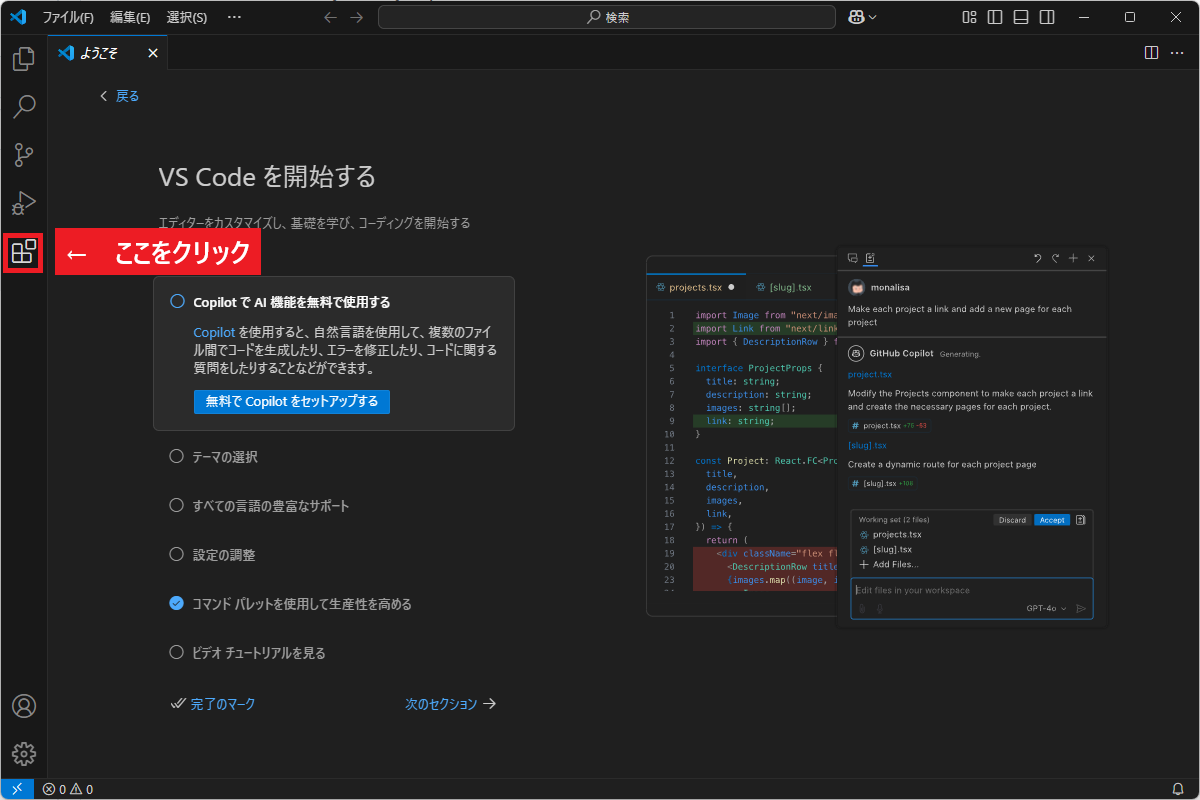 ファイル(F) 編集(E) 選択(S) … 検索
ようこそ
戻る
VS Code を開始する
エディターをカスタマイズし、基礎を学び、コーディングを開始する
← ここをクリック
Copilot で AI 機能を無料で使用する
Copilot を使用すると、自然言語を使用して、複数のファイ
ル間でコードを生成したり、エラーを修正したり、コードに関する
質問をしたりすることなどができます。
無料で Copilot をセットアップする
テーマの選択
すべての言語の豊富なサポート
設定の調整
コマンド パレットを使用して生産性を高める
ビデオ チュートリアルを見る
完了のマーク 次のセクション →
projects.tsx [slug].tsx
1 import Image from "next/ima
2 import Link from "next/link
3 import { DescriptionRow } f
4
5 interface ProjectProps {
6 title: string;
7 description: string;
8 images: string[];
9 link: string;
10 }
11
12 const Project: React.FC<Pro
13 title,
14 description,
15 images,
16 link,
17 }) => {
18 return (
19 <div className="flex fl
20 <DescriptionRow title
23 {images.map((image, i
monalisa
Make each project a link and add a new page for each
project
GitHub Copilot Generating.
project.tsx
Modify the Projects component to make each project a link
and create the necessary pages for each project.
# project.tsx +75 -83
[slug].tsx
Create a dynamic route for each project page
# [slug].tsx +108
Working set (2 files) Discard Accept
projects.tsx
[slug].tsx
+ Add Files...
Edit files in your workspace
GPT-4o
0 0